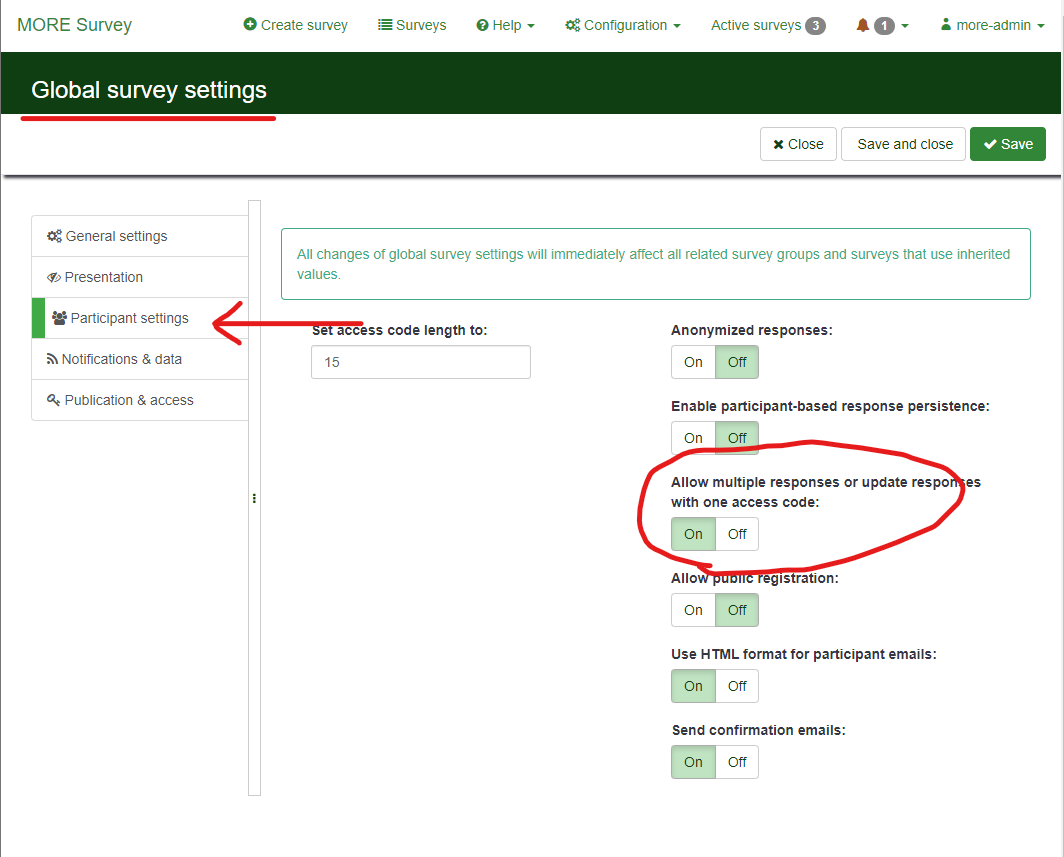 MORE Survey
Create survey
Surveys
Help
Configuration
Active surveys 3
1
more-admin
Global survey settings
Close
Save and close
Save
General settings
Presentation
Participant settings
Notifications & data
Publication & access
All changes of global survey settings will immediately affect all related survey groups and surveys that use inherited
values.
Set access code length to:
15
Anonymized responses:
On Off
Enable participant-based response persistence:
On Off
Allow multiple responses or update responses
with one access code:
On Off
Allow public registration:
On Off
Use HTML format for participant emails:
On Off
Send confirmation emails:
On Off